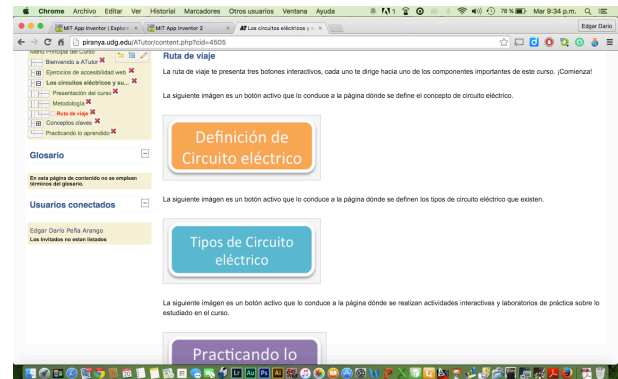 Chrome Archivo Editar Ver Historial Marcadores Otros usuarios Ventana Ayuda 78 % Mar 9:34 p.m.
MIT App Inventor | Explore MIT App Inventor 2 Los circuitos eléctricos y s Edgar Darío
piranya.udg.edu/ATutor/content.php?cid=4505
Menú Principal del Curso
Bienvenido a ATutor
Ejercicios de accesibilidad web
Los circuitos eléctricos y su...
Presentación del curso
Metodología
Ruta de viaje
Conceptos claves
Practicando lo aprendido
Glosario
En esta página de contenido no se emplean
términos del glosario.
Usuarios conectados
Edgar Darío Peña Arango
Los Invitados no estan listados
Ruta de viaje
La ruta de viaje te presenta tres botones interactivos, cada uno te dirige hacia uno de los componentes importantes de este curso. ¡Comienza!
La siguiente imágen es un botón activo que lo conduce a la página dónde se define el concepto de circuito eléctrico.
Definición de
Circuito eléctrico
La siguiente imágen es un botón activo que lo conduce a la página dónde se definen los tipos de circuito eléctrico que existen.
Tipos de Circuito
eléctrico
La siguiente imágen es un botón activo que lo conduce a la página dónde se realizan actividades interactivas y laboratorios de práctica sobre lo
estudiado en el curso.
Practicando lo